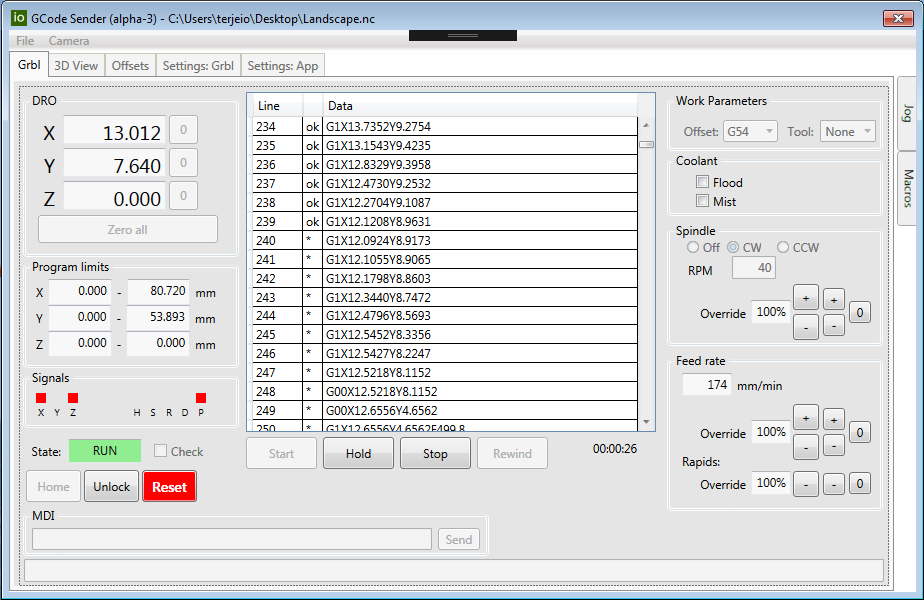 io GCode Sender (alpha-3) - C:\Users\terjeio\Desktop\Landscape.nc
File Camera
Grbl 3D View Offsets Settings: Grbl Settings: App
DRO
X 13.012 0
Y 7.640 0
Z 0.000 0
Zero all
Program limits
X 0.000 - 80.720 mm
Y 0.000 - 53.893 mm
Z 0.000 - 0.000 mm
Signals
X Y Z H S R D P
State: RUN Check
Home Unlock Reset
MDI
Send
Line Data
234 ok G1X13.7352Y9.2754
235 ok G1X13.1543Y9.4235
236 ok G1X12.8329Y9.3958
237 ok G1X12.4730Y9.2532
238 ok G1X12.2704Y9.1087
239 ok G1X12.1208Y8.9631
240 * G1X12.0924Y8.9173
241 * G1X12.1055Y8.9065
242 * G1X12.1798Y8.8603
243 * G1X12.3440Y8.7472
244 * G1X12.4796Y8.5693
245 * G1X12.5452Y8.3356
246 * G1X12.5427Y8.2247
247 * G1X12.5218Y8.1152
248 * G00X12.5218Y8.1152
249 * G00X12.6556Y4.6562
250 * G1X12.6556Y4.6562F499.8
Start Hold Stop Rewind 00:00:26
Work Parameters
Offset: G54 Tool: None
Coolant
Flood
Mist
Spindle
Off CW CCW
RPM 40
Override 100% + + 0
- -
Feed rate
174 mm/min
Override 100% + + 0
- -
Rapids:
Override 100% - - 0
Jog
Macros